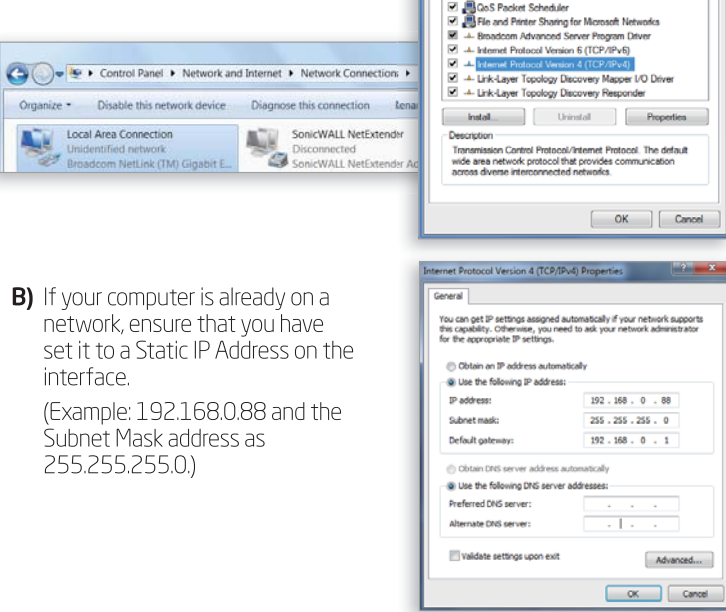 QoS Packet Scheduler
File and Printer Sharing for Microsoft Networks
Broadcom Advanced Server Program Driver
Internet Protocol Version 6 (TCP/IPv6)
Internet Protocol Version 4 (TCP/IPv4)
Link-Layer Topology Discovery Mapper I/O Driver
Link-Layer Topology Discovery Responder
Install... Uninstall Properties
Description
Transmission Control Protocol/Internet Protocol. The default
wide area network protocol that provides communication
across diverse interconnected networks.
OK Cancel
Control Panel Network and Internet Network Connections
Organize Disable this network device Diagnose this connection
Local Area Connection
Unidentified network
Broadcom NetLink (TM) Gigabit E...
SonicWALL NetExtender
Disconnected
SonicWALL NetExtender Ad
B) If your computer is already on a
network, ensure that you have
set it to a Static IP Address on the
interface.
(Example: 192.168.0.88 and the
Subnet Mask address as
255.255.255.0.)
Internet Protocol Version 4 (TCP/IPv4) Properties
General
You can get IP settings assigned automatically if your network supports
this capability. Otherwise, you need to ask your network administrator
for the appropriate IP settings.
Obtain an IP address automatically
Use the following IP address:
IP address: 192 . 168 . 0 . 88
Subnet mask: 255 . 255 . 255 . 0
Default gateway: 192 . 168 . 0 . 1
Obtain DNS server address automatically
Use the following DNS server addresses:
Preferred DNS server: . . .
Alternate DNS server: . . .
Validate settings upon exit
Advanced...
OK Cancel